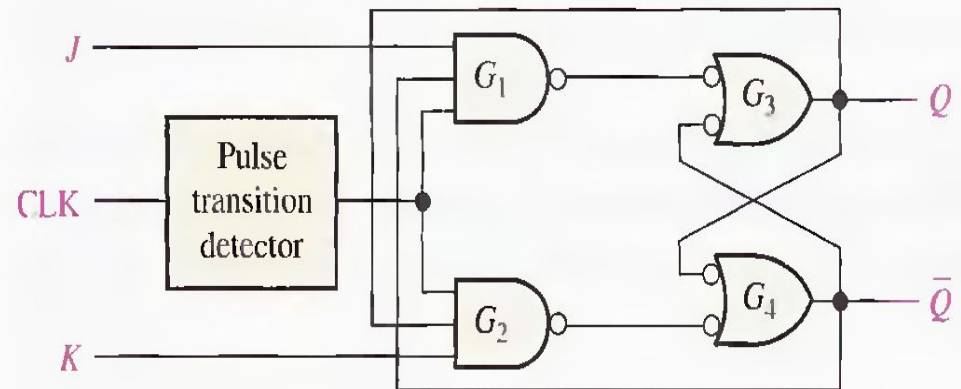 J
G₁
G₃
Q
Pulse
transition
detector
CLK
G₂
G₄
Q̅
K